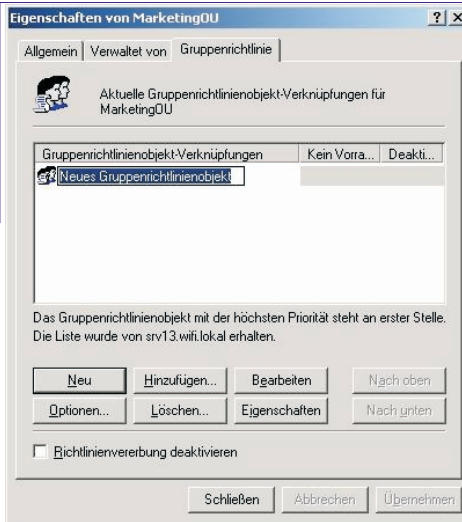 Eigenschaften von MarketingOU
Allgemein Verwaltet von Gruppenrichtlinie
Aktuelle Gruppenrichtlinienobjekt-Verknüpfungen für
MarketingOU
Gruppenrichtlinienobjekt-Verknüpfungen Kein Vorra... Deakti...
Neues Gruppenrichtlinienobjekt
Das Gruppenrichtlinienobjekt mit der höchsten Priorität steht an erster Stelle.
Die Liste wurde von srv13.wifi.lokal erhalten.
Neu Hinzufügen... Bearbeiten Nach oben
Optionen... Löschen... Eigenschaften Nach unten
Richtlinienvererbung deaktivieren
Schließen Abbrechen Übernehmen